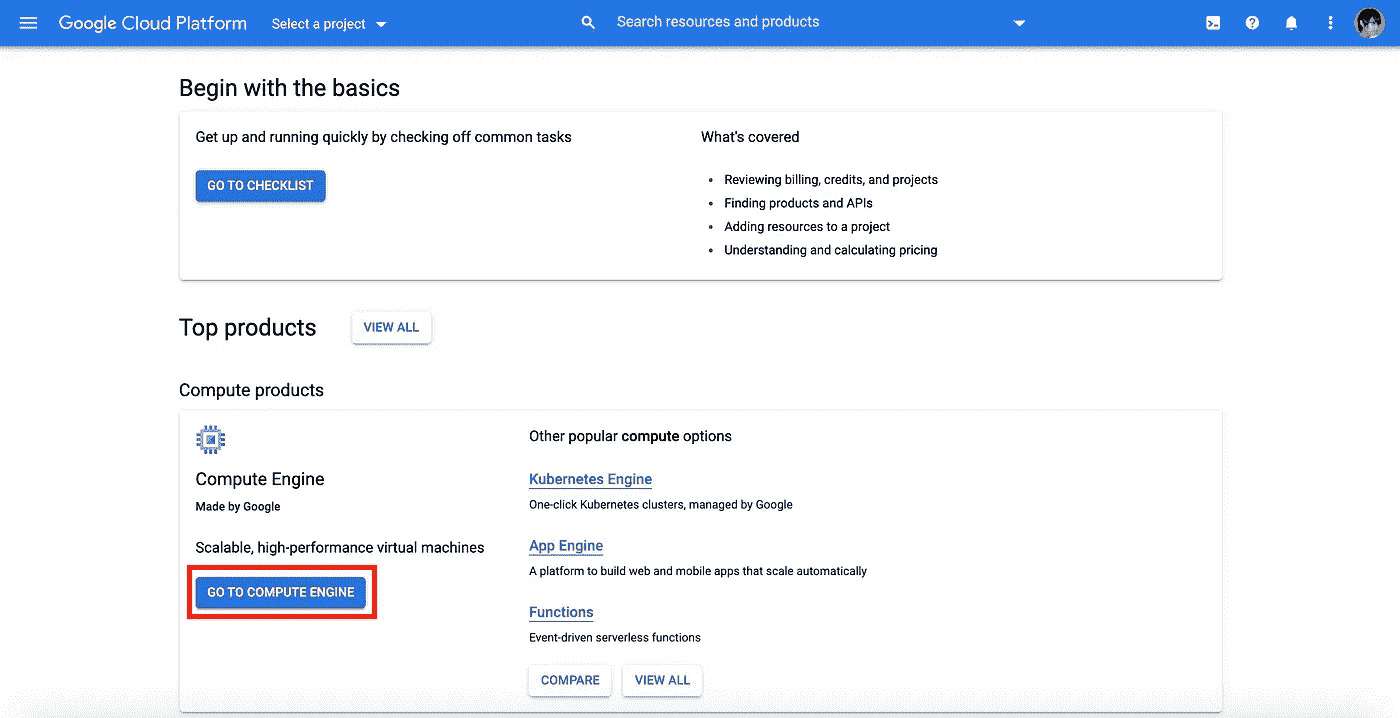 Google Cloud Platform Select a project Search resources and products
Begin with the basics
Get up and running quickly by checking off common tasks
GO TO CHECKLIST
What's covered
• Reviewing billing, credits, and projects
• Finding products and APIs
• Adding resources to a project
• Understanding and calculating pricing
Top products VIEW ALL
Compute products
Compute Engine
Made by Google
Scalable, high-performance virtual machines
GO TO COMPUTE ENGINE
Other popular compute options
Kubernetes Engine
One-click Kubernetes clusters, managed by Google
App Engine
A platform to build web and mobile apps that scale automatically
Functions
Event-driven serverless functions
COMPARE VIEW ALL